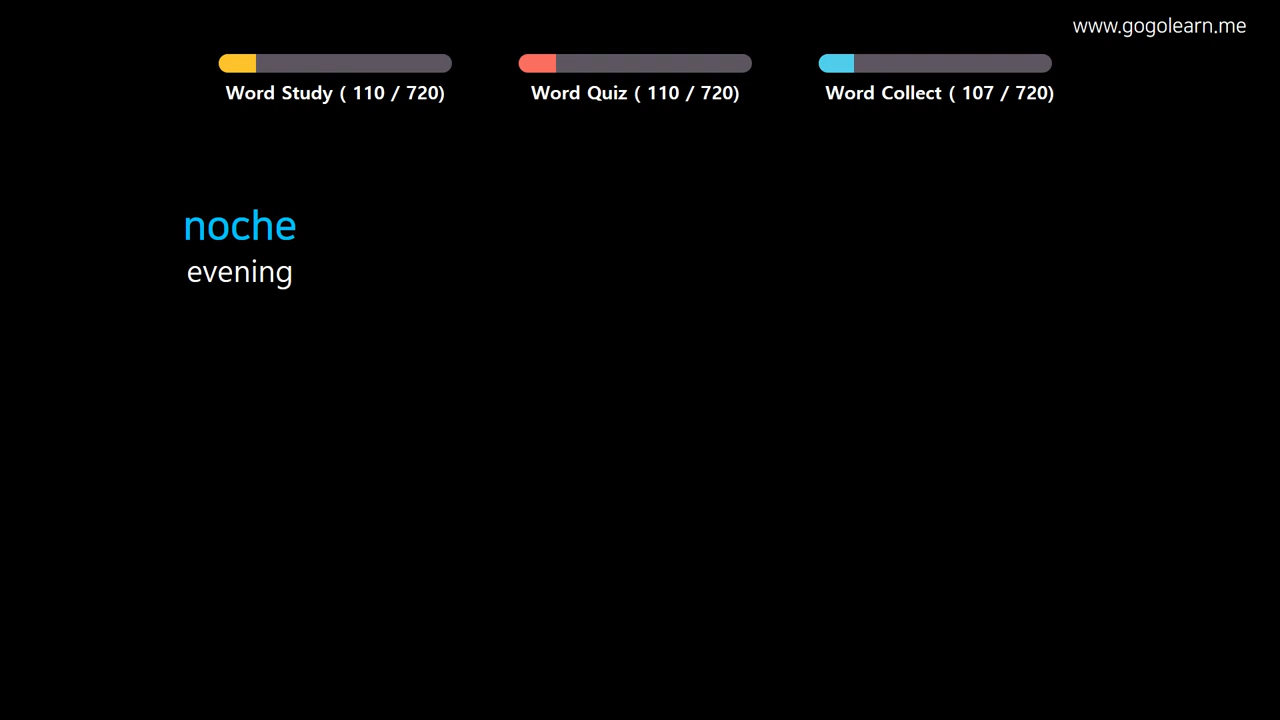 www.gogolearn.me
Word Study ( 110 / 720)
Word Quiz ( 110 / 720)
Word Collect ( 107 / 720)
noche
evening